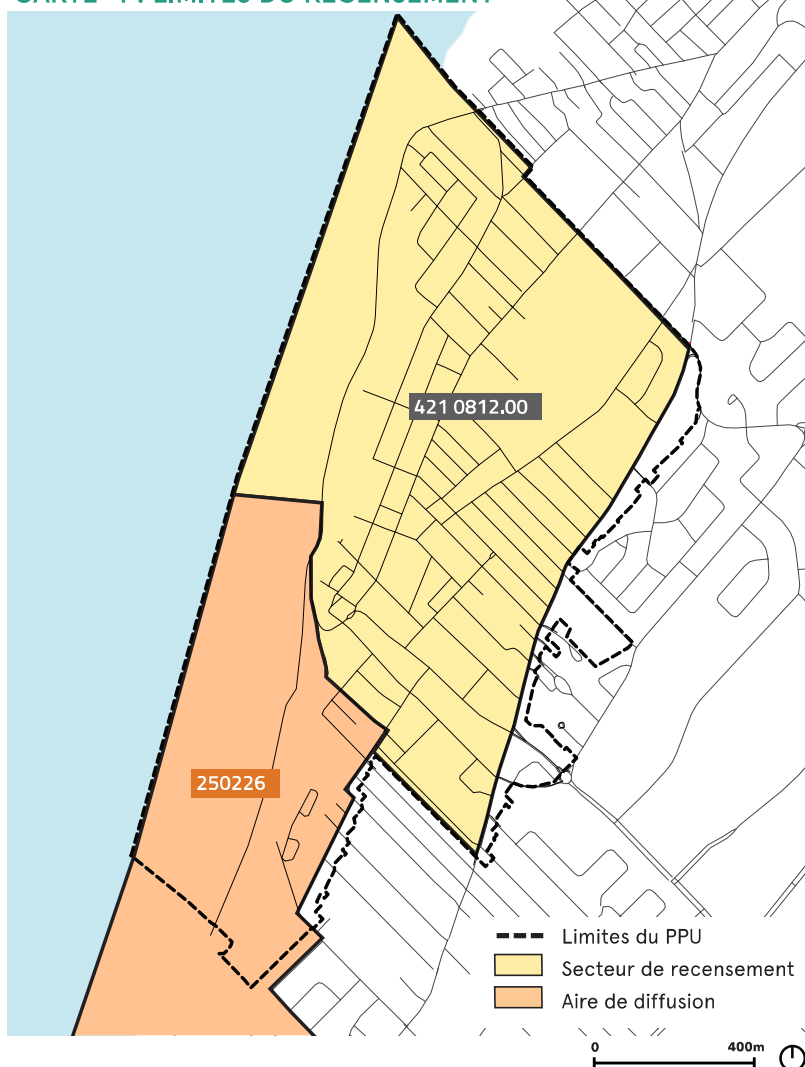 421 0812.00
250226
Limites du PPU
Secteur de recensement
Aire de diffusion
0 400m